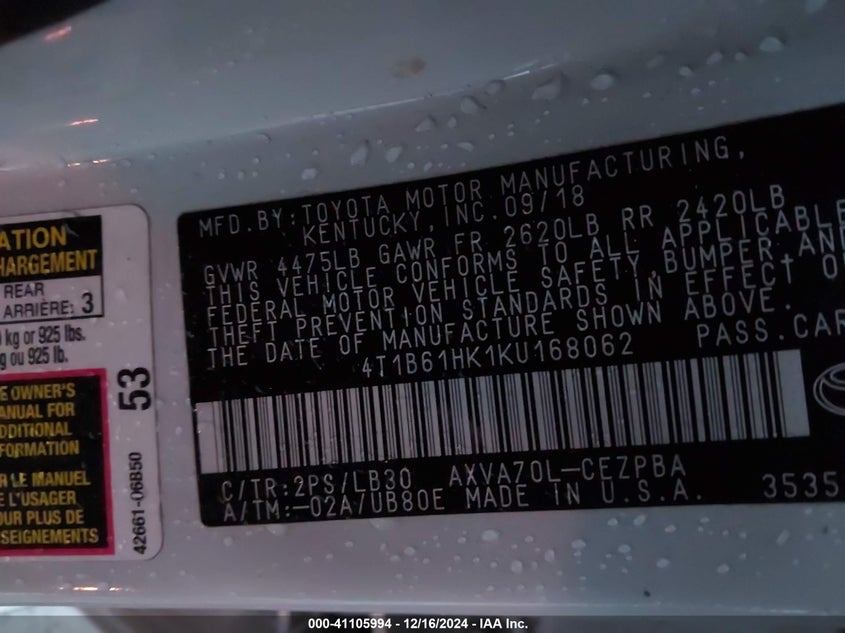 ATION
HARGEMENT
REAR
ARRIÈRE: 3
kg or 925 lbs.
ou 925 lb.
OWNER'S
ANUAL FOR
DDITIONAL
FORMATION
R LE MANUEL
E L'USAGER
OUR PLUS DE
SEIGNEMENTS
53
42661-06B50
MFD. BY: TOYOTA MOTOR MANUFACTURING,
KENTUCKY, INC. 09/18
GVWR 4475LB GAWR FR 2620LB RR 2420LB
THIS VEHICLE CONFORMS TO ALL APPLICABLE
FEDERAL MOTOR VEHICLE SAFETY, BUMPER, AND
THEFT PREVENTION STANDARDS IN EFFECT ON
THE DATE OF MANUFACTURE SHOWN ABOVE.
4T1B61HK1KU168062 PASS. CAR
C/TR: 2PS/LB30 AXVA70L-CEZPBA
A/TM: -02A/UB80E MADE IN U.S.A. 3535
000-41105994 - 12/16/2024 - IAA Inc.